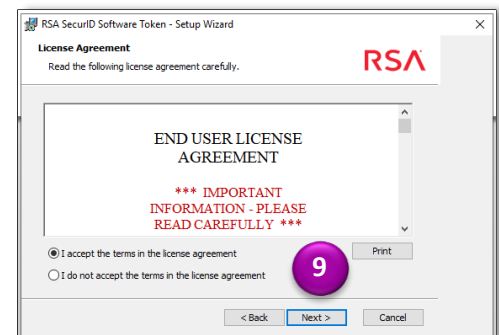 RSA SecurID Software Token - Setup Wizard
License Agreement
Read the following license agreement carefully.
RSA
END USER LICENSE
AGREEMENT
*** IMPORTANT
INFORMATION - PLEASE
READ CAREFULLY ***
I accept the terms in the license agreement
Print
I do not accept the terms in the license agreement
9
< Back Next > Cancel